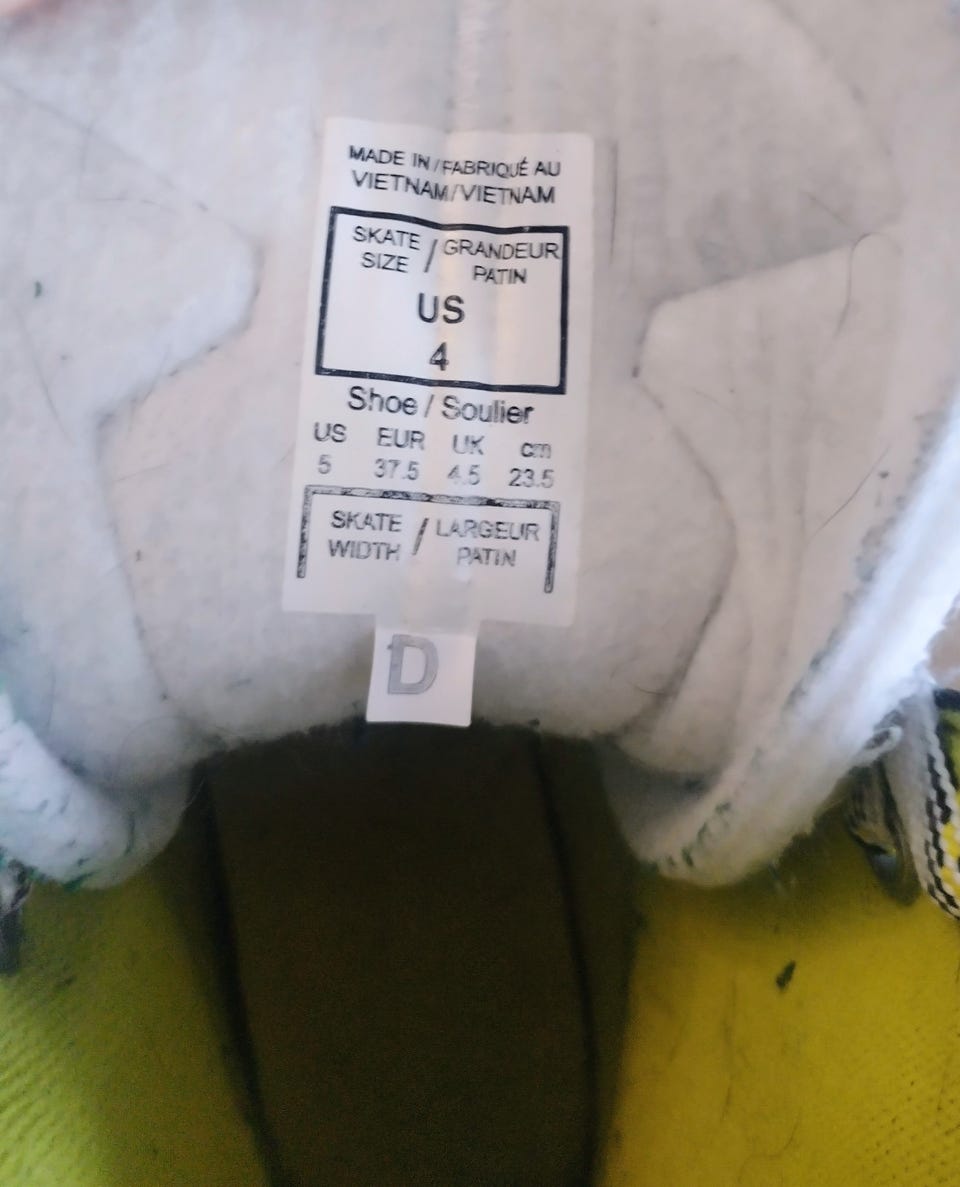 MADE IN / FABRIQUÉ AU
VIETNAM/VIETNAM
SKATE / GRANDEUR
SIZE PATIN
US
4
Shoe / Soulier
US EUR UK cm
5 37.5 4.5 23.5
SKATE / LARGEUR
WIDTH PATIN
D